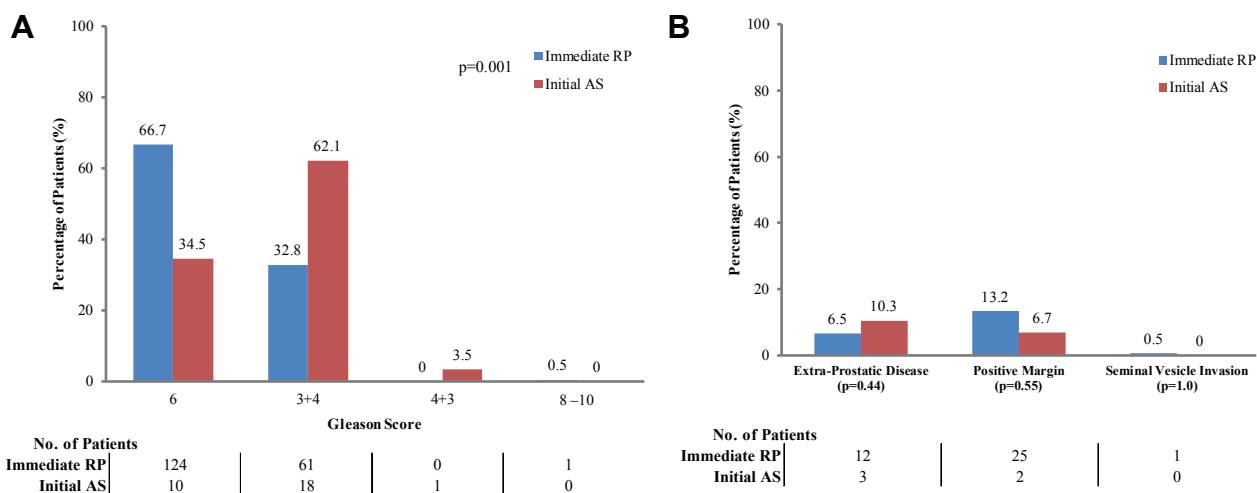 A
100
80
60
40
20
0
Percentage of Patients (%)
p=0.001
Immediate RP
Initial AS
66.7
34.5
32.8
62.1
0
3.5
0.5
0
6
3+4
4+3
8–10
Gleason Score
No. of Patients
Immediate RP 124 61 0 1
Initial AS 10 18 1 0
B
100
80
60
40
20
0
Percentage of Patients (%)
Immediate RP
Initial AS
6.5
10.3
13.2
6.7
0.5
0
Extra-Prostatic Disease
(p=0.44)
Positive Margin
(p=0.55)
Seminal Vesicle Invasion
(p=1.0)
No. of Patients
Immediate RP 12 25 1
Initial AS 3 2 0